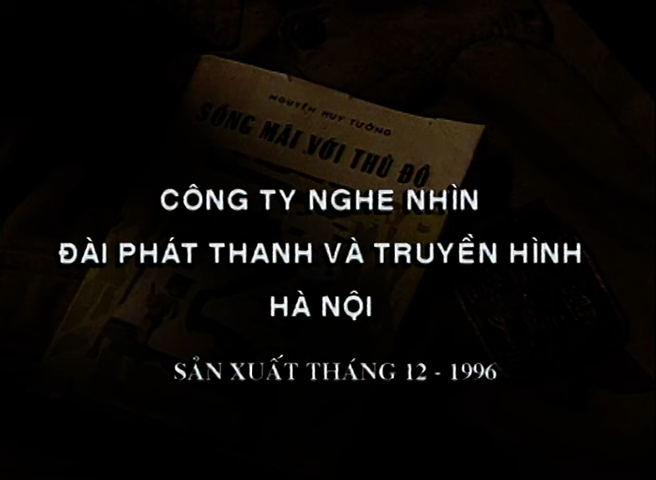 NGUYỄN HUY TƯỞNG
SỐNG MÃI VỚI THỦ ĐÔ
CÔNG TY NGHE NHÌN
ĐÀI PHÁT THANH VÀ TRUYỀN HÌNH
HÀ NỘI
SẢN XUẤT THÁNG 12 - 1996